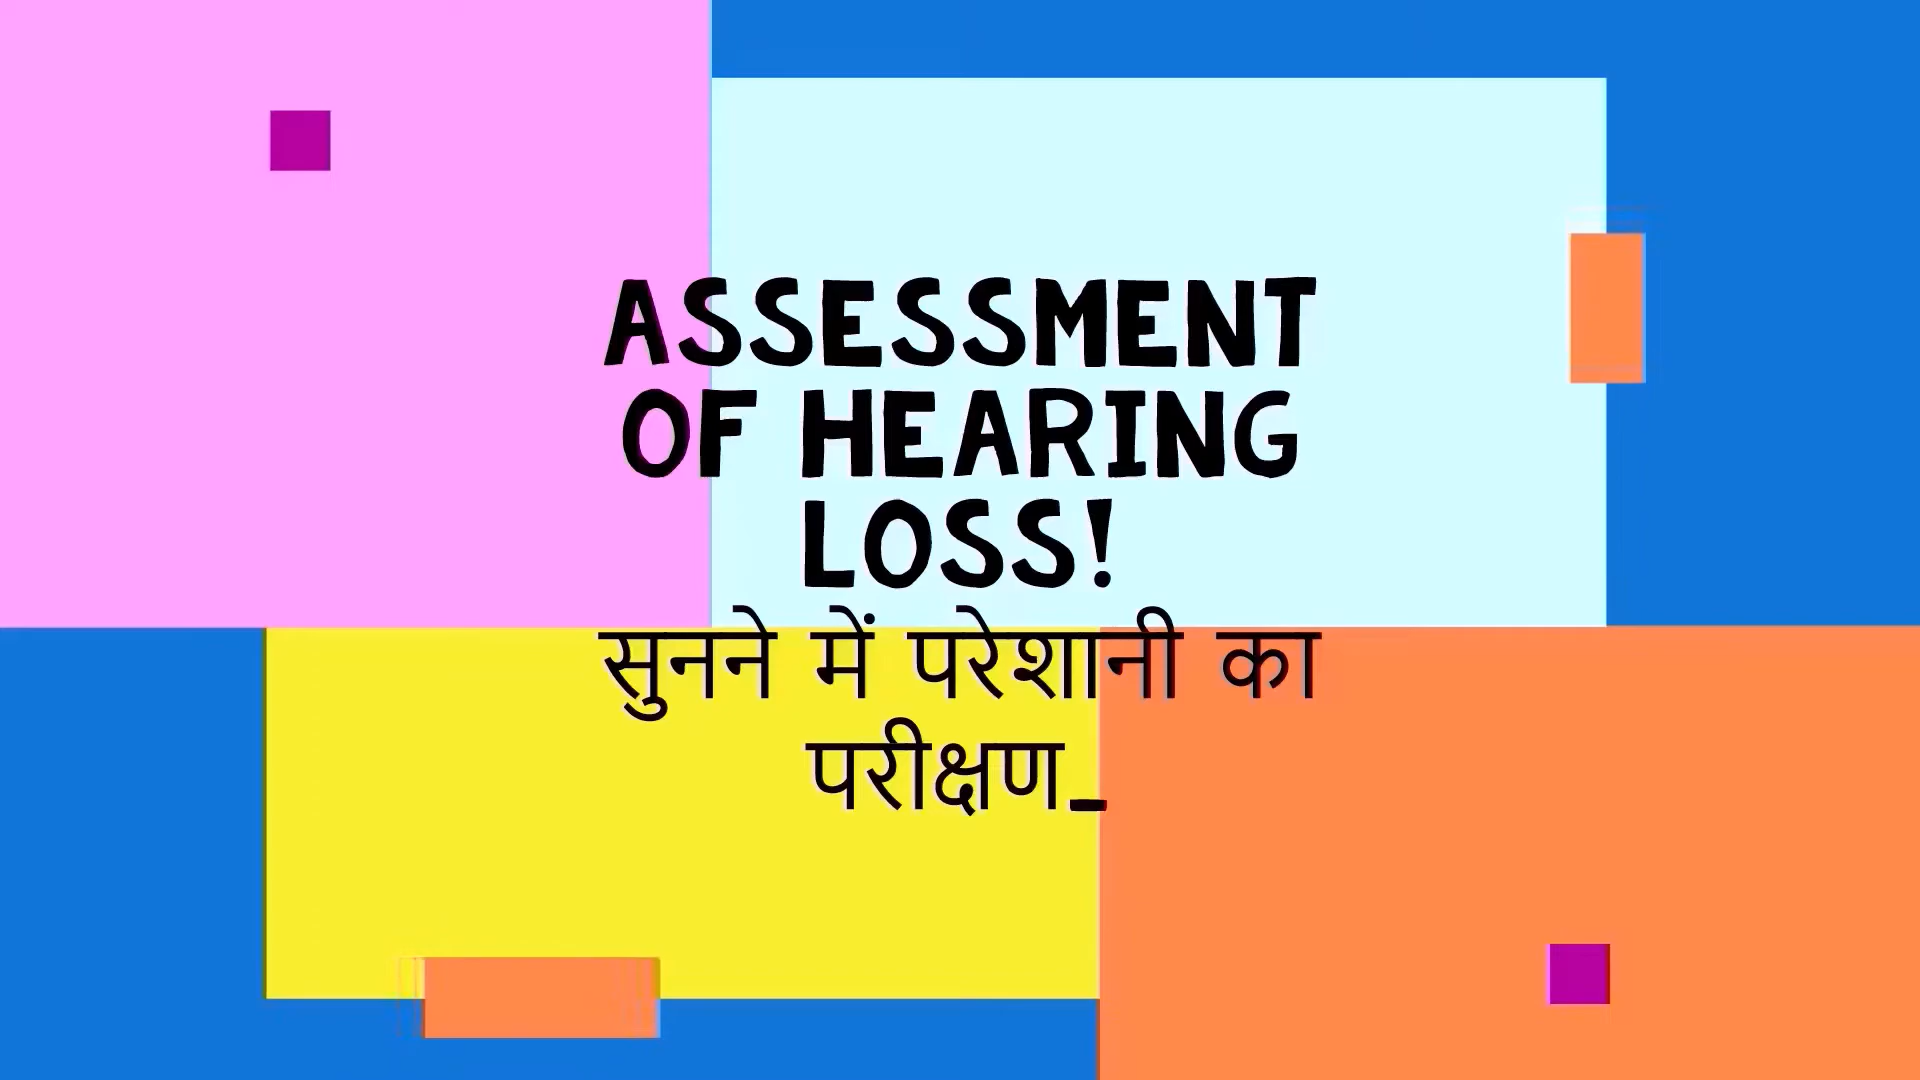 ASSESSMENT
OF HEARING
LOSS!
सुनने में परेशानी का
परीक्षण_